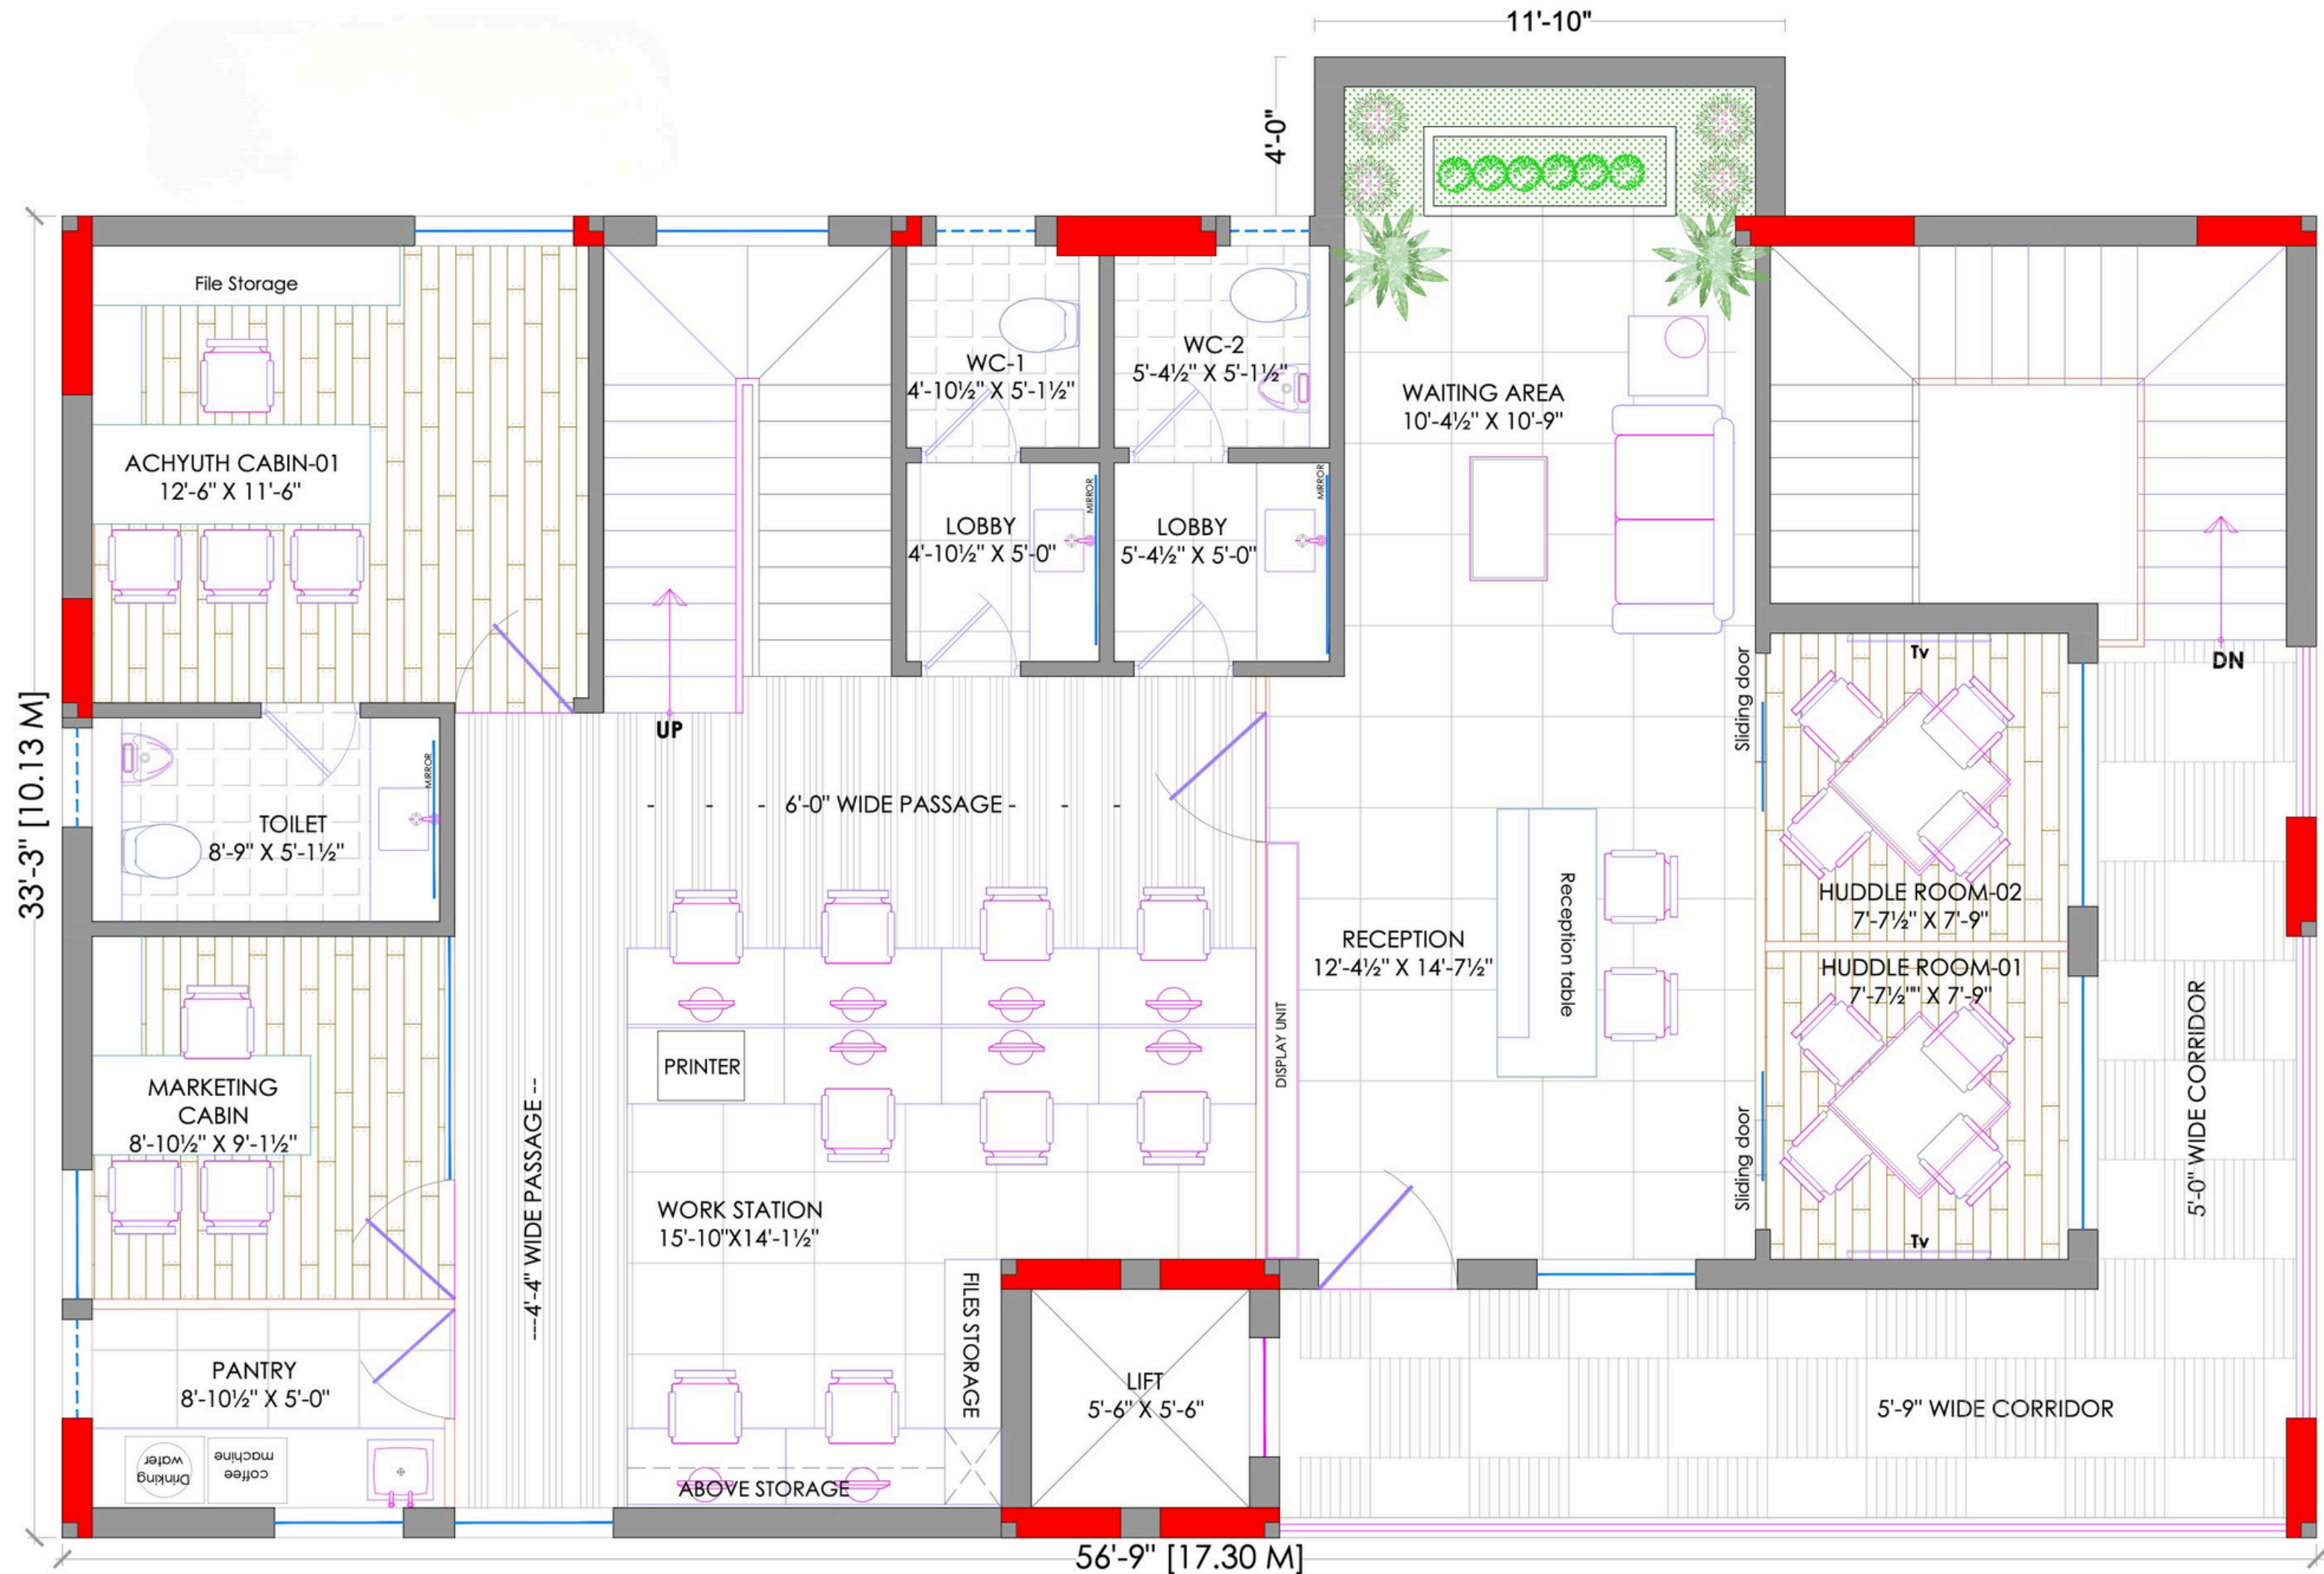 11'-10"
4'-0"
File Storage
ACHYUTH CABIN-01
12'-6" X 11'-6"
WC-1
4'-10½" X 5'-1½"
WC-2
5'-4½" X 5'-1½"
WAITING AREA
10'-4½" X 10'-9"
MIRROR
MIRROR
LOBBY
4'-10½" X 5'-0"
LOBBY
5'-4½" X 5'-0"
UP
DN
Tv
Sliding door
33'-3" [10.13 M]
MIRROR
TOILET
8'-9" X 5'-1½"
- - - 6'-0" WIDE PASSAGE - - -
HUDDLE ROOM-02
7'-7½" X 7'-9"
RECEPTION
12'-4½" X 14'-7½"
Reception table
HUDDLE ROOM-01
7'-7½"" X 7'-9"
DISPLAY UNIT
PRINTER
MARKETING
CABIN
8'-10½" X 9'-1½"
----4'-4" WIDE PASSAGE --
WORK STATION
15'-10"X14'-1½"
Sliding door
Tv
5'-0" WIDE CORRIDOR
FILES STORAGE
PANTRY
8'-10½" X 5'-0"
LIFT
5'-6" X 5'-6"
5'-9" WIDE CORRIDOR
Drinking
water
coffee
machine
ABOVE STORAGE
56'-9" [17.30 M]